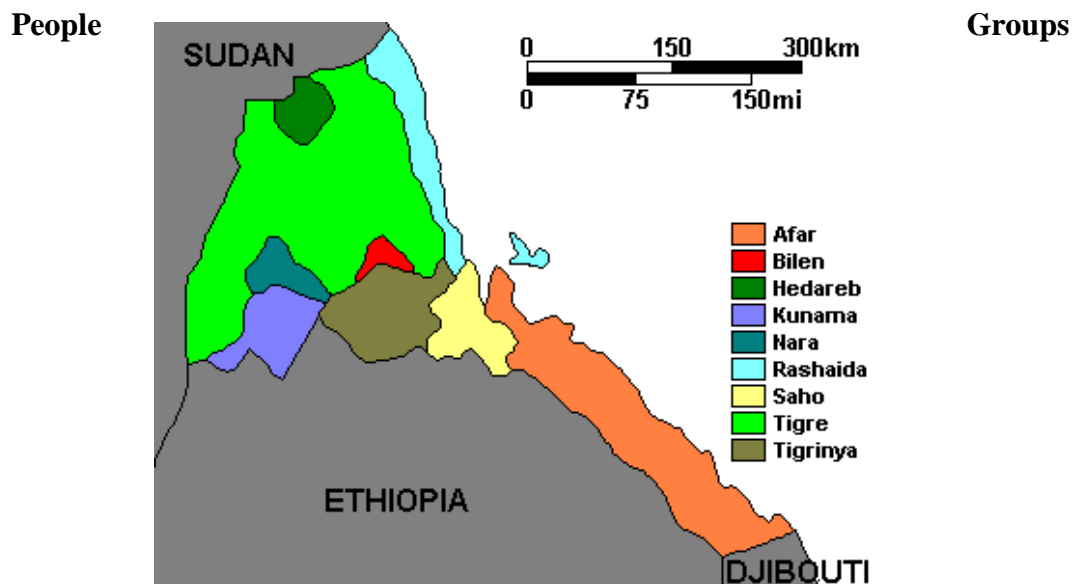 People Groups
SUDAN
0 150 300km
0 75 150mi
Afar
Bilen
Hedareb
Kunama
Nara
Rashaida
Saho
Tigre
Tigrinya
ETHIOPIA
DJIBOUTI